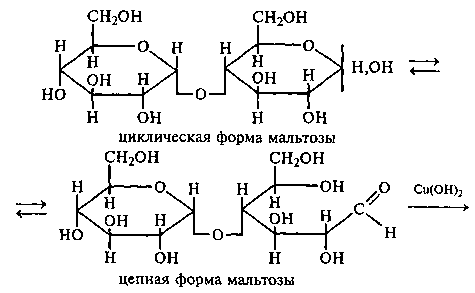 CH₂OH CH₂OH
H O H H O
H H H,OH
OH H OH H
HO O
H OH H OH
циклическая форма мальтозы
CH₂OH CH₂OH
H O H H OH O Cu(OH)₂
H H
OH H OH H H
HO O
H OH H OH
цепная форма мальтозы